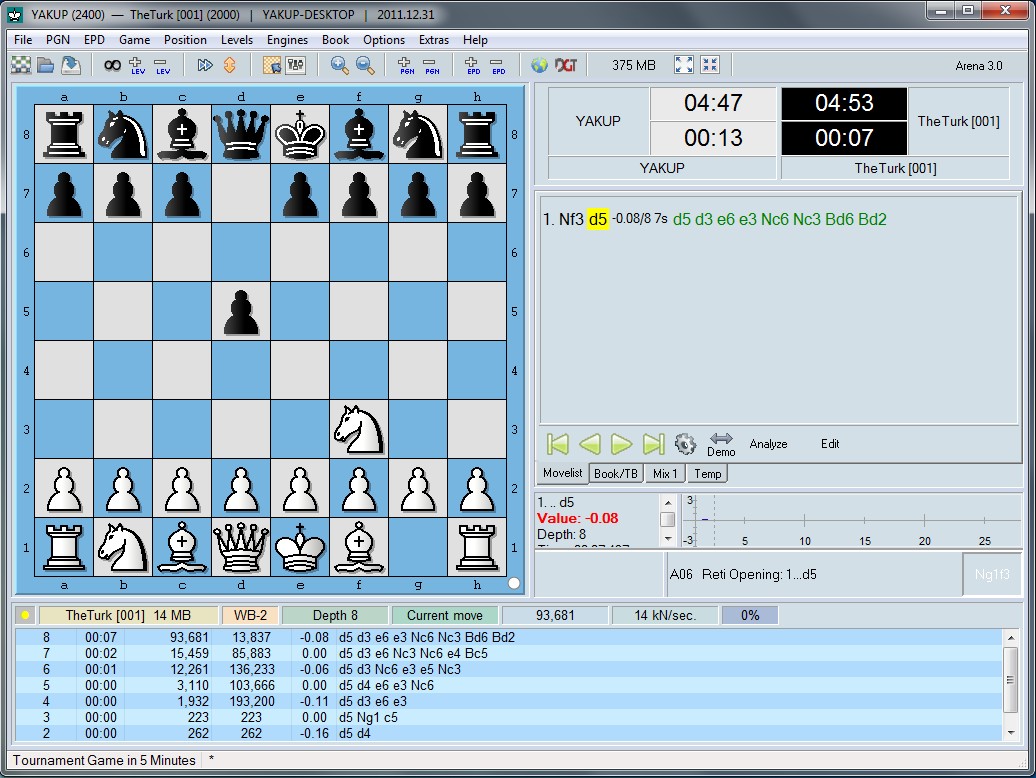 YAKUP (2400) — TheTurk [001] (2000) | YAKUP-DESKTOP | 2011.12.31
File PGN EPD Game Position Levels Engines Book Options Extras Help
LEV LEV PGN PGN EPD EPD DGT 375 MB Arena 3.0
a b c d e f g h
8 8
7 7
6 6
5 5
4 4
3 3
2 2
1 1
a b c d e f g h
YAKUP 04:47 04:53 TheTurk [001]
00:13 00:07
YAKUP TheTurk [001]
1. Nf3 d5 -0.08/8 7s d5 d3 e6 e3 Nc6 Nc3 Bd6 Bd2
Demo Analyze Edit
Movelist Book/TB Mix 1 Temp
1. .. d5
Value: -0.08
Depth: 8
3
-3 5 10 15 20 25
A06 Reti Opening: 1...d5 Ng1f3
TheTurk [001] 14 MB WB-2 Depth 8 Current move 93,681 14 kN/sec. 0%
8 00:07 93,681 13,837 -0.08 d5 d3 e6 e3 Nc6 Nc3 Bd6 Bd2
7 00:02 15,459 85,883 0.00 d5 d3 e6 Nc3 Nc6 e4 Bc5
6 00:01 12,261 136,233 -0.06 d5 d3 Nc6 e3 e5 Nc3
5 00:00 3,110 103,666 0.00 d5 d4 e6 e3 Nc6
4 00:00 1,932 193,200 -0.11 d5 d3 e6 e3
3 00:00 223 223 0.00 d5 Ng1 c5
2 00:00 262 262 -0.16 d5 d4
Tournament Game in 5 Minutes *